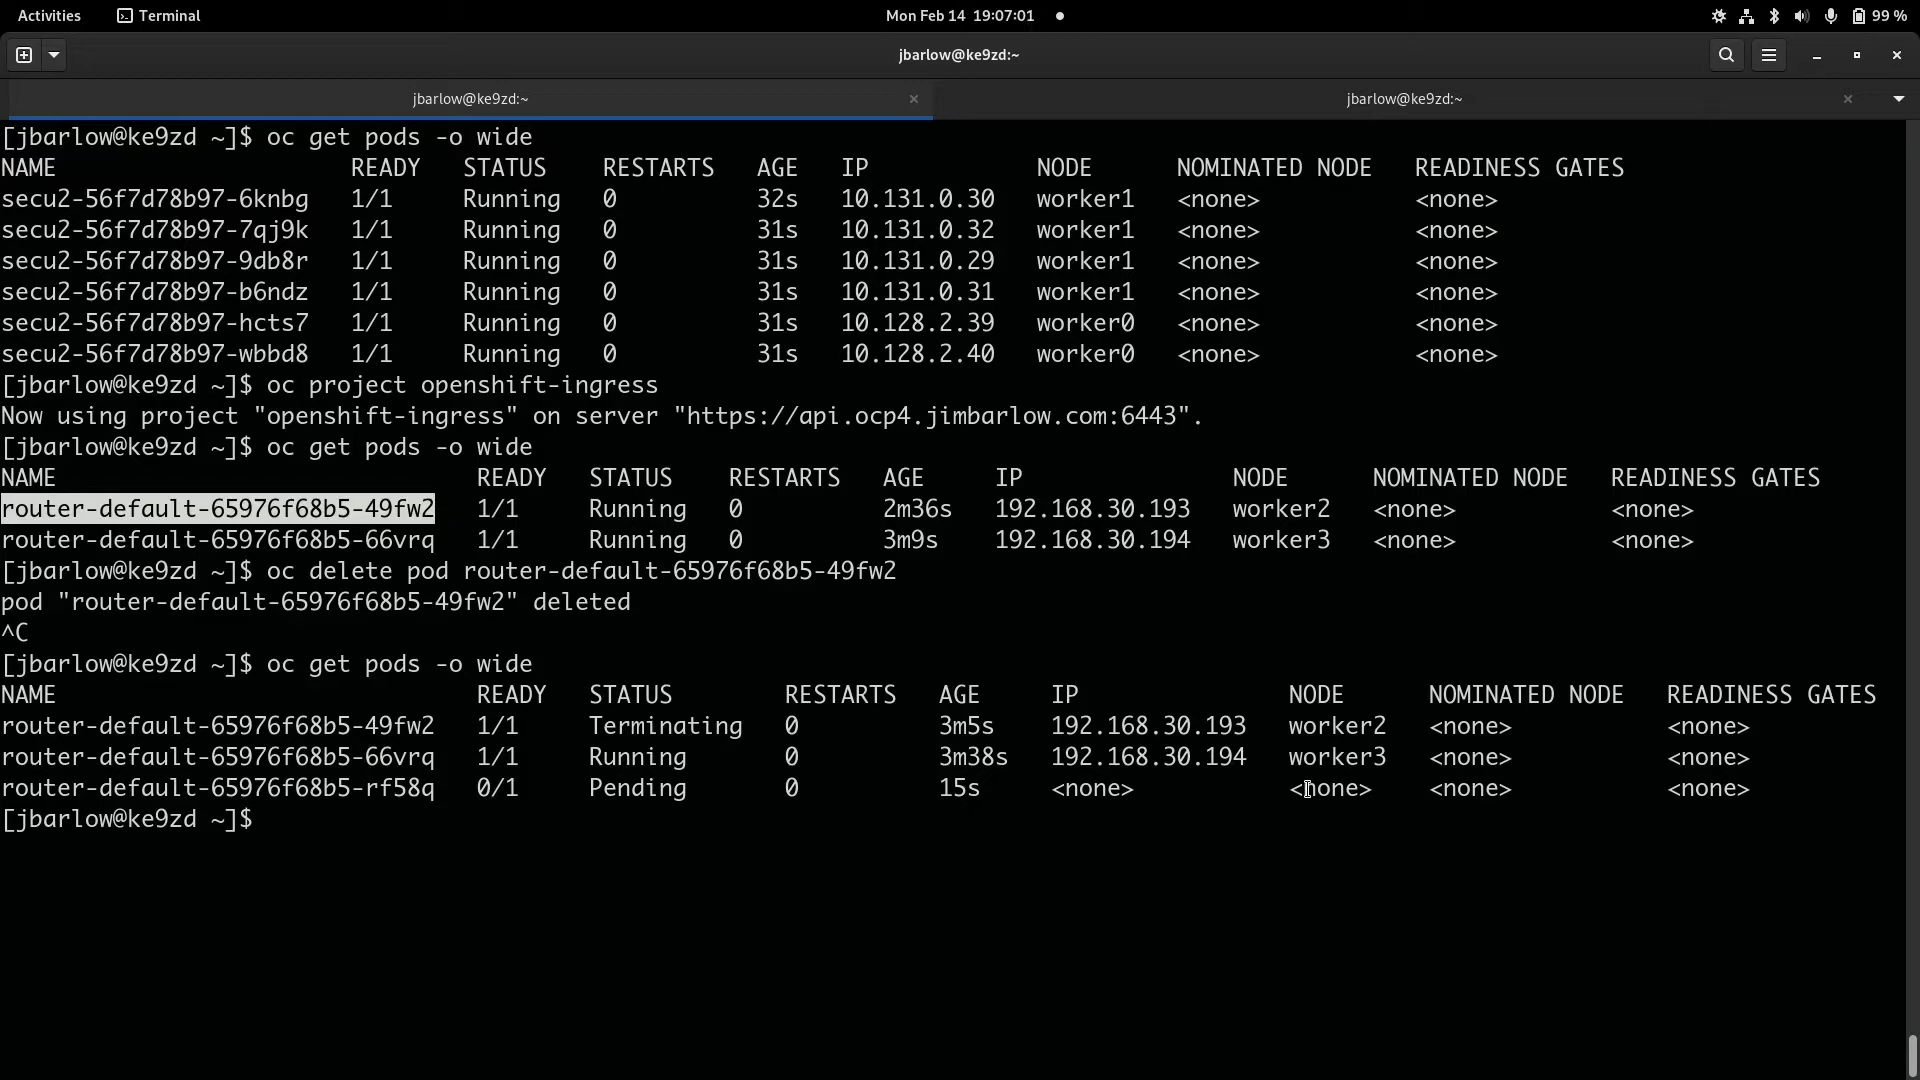 Activities Terminal Mon Feb 14 19:07:01 99 %
jbarlow@ke9zd:~
jbarlow@ke9zd:~ jbarlow@ke9zd:~
[jbarlow@ke9zd ~]$ oc get pods -o wide
NAME READY STATUS RESTARTS AGE IP NODE NOMINATED NODE READINESS GATES
secu2-56f7d78b97-6knbg 1/1 Running 0 32s 10.131.0.30 worker1 <none> <none>
secu2-56f7d78b97-7qj9k 1/1 Running 0 31s 10.131.0.32 worker1 <none> <none>
secu2-56f7d78b97-9db8r 1/1 Running 0 31s 10.131.0.29 worker1 <none> <none>
secu2-56f7d78b97-b6ndz 1/1 Running 0 31s 10.131.0.31 worker1 <none> <none>
secu2-56f7d78b97-hcts7 1/1 Running 0 31s 10.128.2.39 worker0 <none> <none>
secu2-56f7d78b97-wbbd8 1/1 Running 0 31s 10.128.2.40 worker0 <none> <none>
[jbarlow@ke9zd ~]$ oc project openshift-ingress
Now using project "openshift-ingress" on server "https://api.ocp4.jimbarlow.com:6443".
[jbarlow@ke9zd ~]$ oc get pods -o wide
NAME READY STATUS RESTARTS AGE IP NODE NOMINATED NODE READINESS GATES
router-default-65976f68b5-49fw2 1/1 Running 0 2m36s 192.168.30.193 worker2 <none> <none>
router-default-65976f68b5-66vrq 1/1 Running 0 3m9s 192.168.30.194 worker3 <none> <none>
[jbarlow@ke9zd ~]$ oc delete pod router-default-65976f68b5-49fw2
pod "router-default-65976f68b5-49fw2" deleted
^C
[jbarlow@ke9zd ~]$ oc get pods -o wide
NAME READY STATUS RESTARTS AGE IP NODE NOMINATED NODE READINESS GATES
router-default-65976f68b5-49fw2 1/1 Terminating 0 3m5s 192.168.30.193 worker2 <none> <none>
router-default-65976f68b5-66vrq 1/1 Running 0 3m38s 192.168.30.194 worker3 <none> <none>
router-default-65976f68b5-rf58q 0/1 Pending 0 15s <none> <none> <none> <none>
[jbarlow@ke9zd ~]$